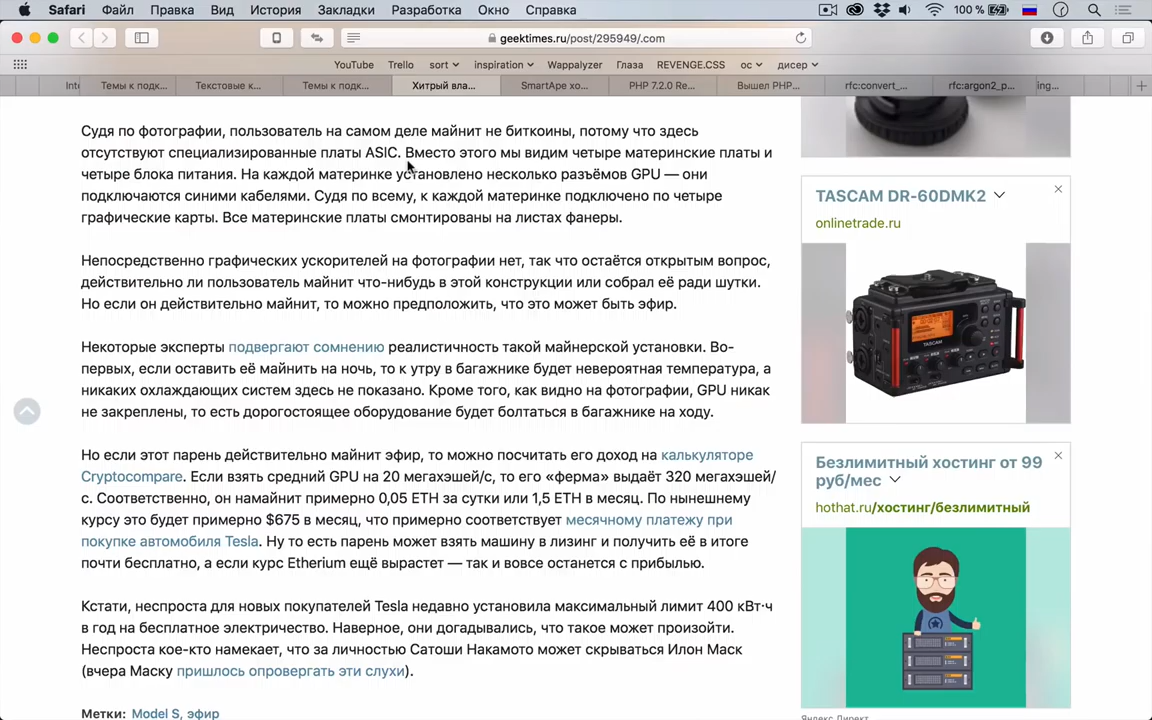 Safari Файл Правка Вид История Закладки Разработка Окно Справка 100 %
geektimes.ru/post/295949/.com
YouTube Trello sort inspiration Wappalyzer Глаза REVENGE.CSS ос дисер
Int Темы к подк... Текстовые к... Темы к подк... Хитрый вла... SmartApe хо... PHP 7.2.0 Re... Вышел PHP... rfc:convert_... rfc:argon2_p... ing...
Судя по фотографии, пользователь на самом деле майнит не биткоины, потому что здесь
отсутствуют специализированные платы ASIC. Вместо этого мы видим четыре материнские платы и
четыре блока питания. На каждой материнке установлено несколько разъёмов GPU — они
подключаются синими кабелями. Судя по всему, к каждой материнке подключено по четыре
графические карты. Все материнские платы смонтированы на листах фанеры.
Непосредственно графических ускорителей на фотографии нет, так что остаётся открытым вопрос,
действительно ли пользователь майнит что-нибудь в этой конструкции или собрал её ради шутки.
Но если он действительно майнит, то можно предположить, что это может быть эфир.
Некоторые эксперты подвергают сомнению реалистичность такой майнерской установки. Во-
первых, если оставить её майнить на ночь, то к утру в багажнике будет невероятная температура, а
никаких охлаждающих систем здесь не показано. Кроме того, как видно на фотографии, GPU никак
не закреплены, то есть дорогостоящее оборудование будет болтаться в багажнике на ходу.
Но если этот парень действительно майнит эфир, то можно посчитать его доход на калькуляторе
Cryptocompare. Если взять средний GPU на 20 мегахэшей/с, то его «ферма» выдаёт 320 мегахэшей/
с. Соответственно, он намайнит примерно 0,05 ETH за сутки или 1,5 ETH в месяц. По нынешнему
курсу это будет примерно $675 в месяц, что примерно соответствует месячному платежу при
покупке автомобиля Tesla. Ну то есть парень может взять машину в лизинг и получить её в итоге
почти бесплатно, а если курс Etherium ещё вырастет — так и вовсе останется с прибылью.
Кстати, неспроста для новых покупателей Tesla недавно установила максимальный лимит 400 кВт·ч
в год на бесплатное электричество. Наверное, они догадывались, что такое может произойти.
Неспроста кое-кто намекает, что за личностью Сатоши Накамото может скрываться Илон Маск
(вчера Маску пришлось опровергать эти слухи).
Метки: Model S, эфир
TASCAM DR-60DMK2
onlinetrade.ru
TASCAM
Безлимитный хостинг от 99
руб/мес
hothat.ru/хостинг/безлимитный
Яндекс.Директ